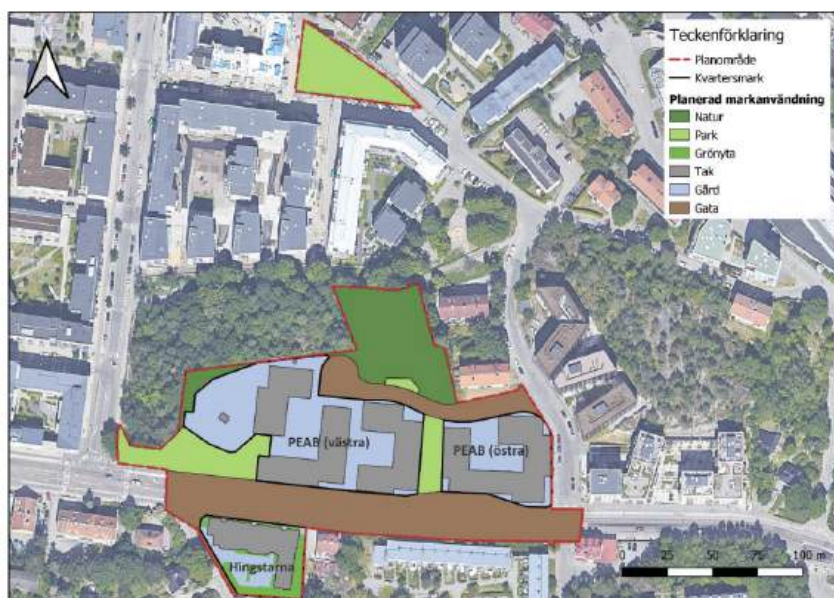 Teckenförklaring
Planområde
Kvartersmark
Planerad markanvändning
Natur
Park
Grönyta
Tak
Gård
Gata
PEAB (västra)
PEAB (östra)
Hingstarna
0 25 50 75 100 m